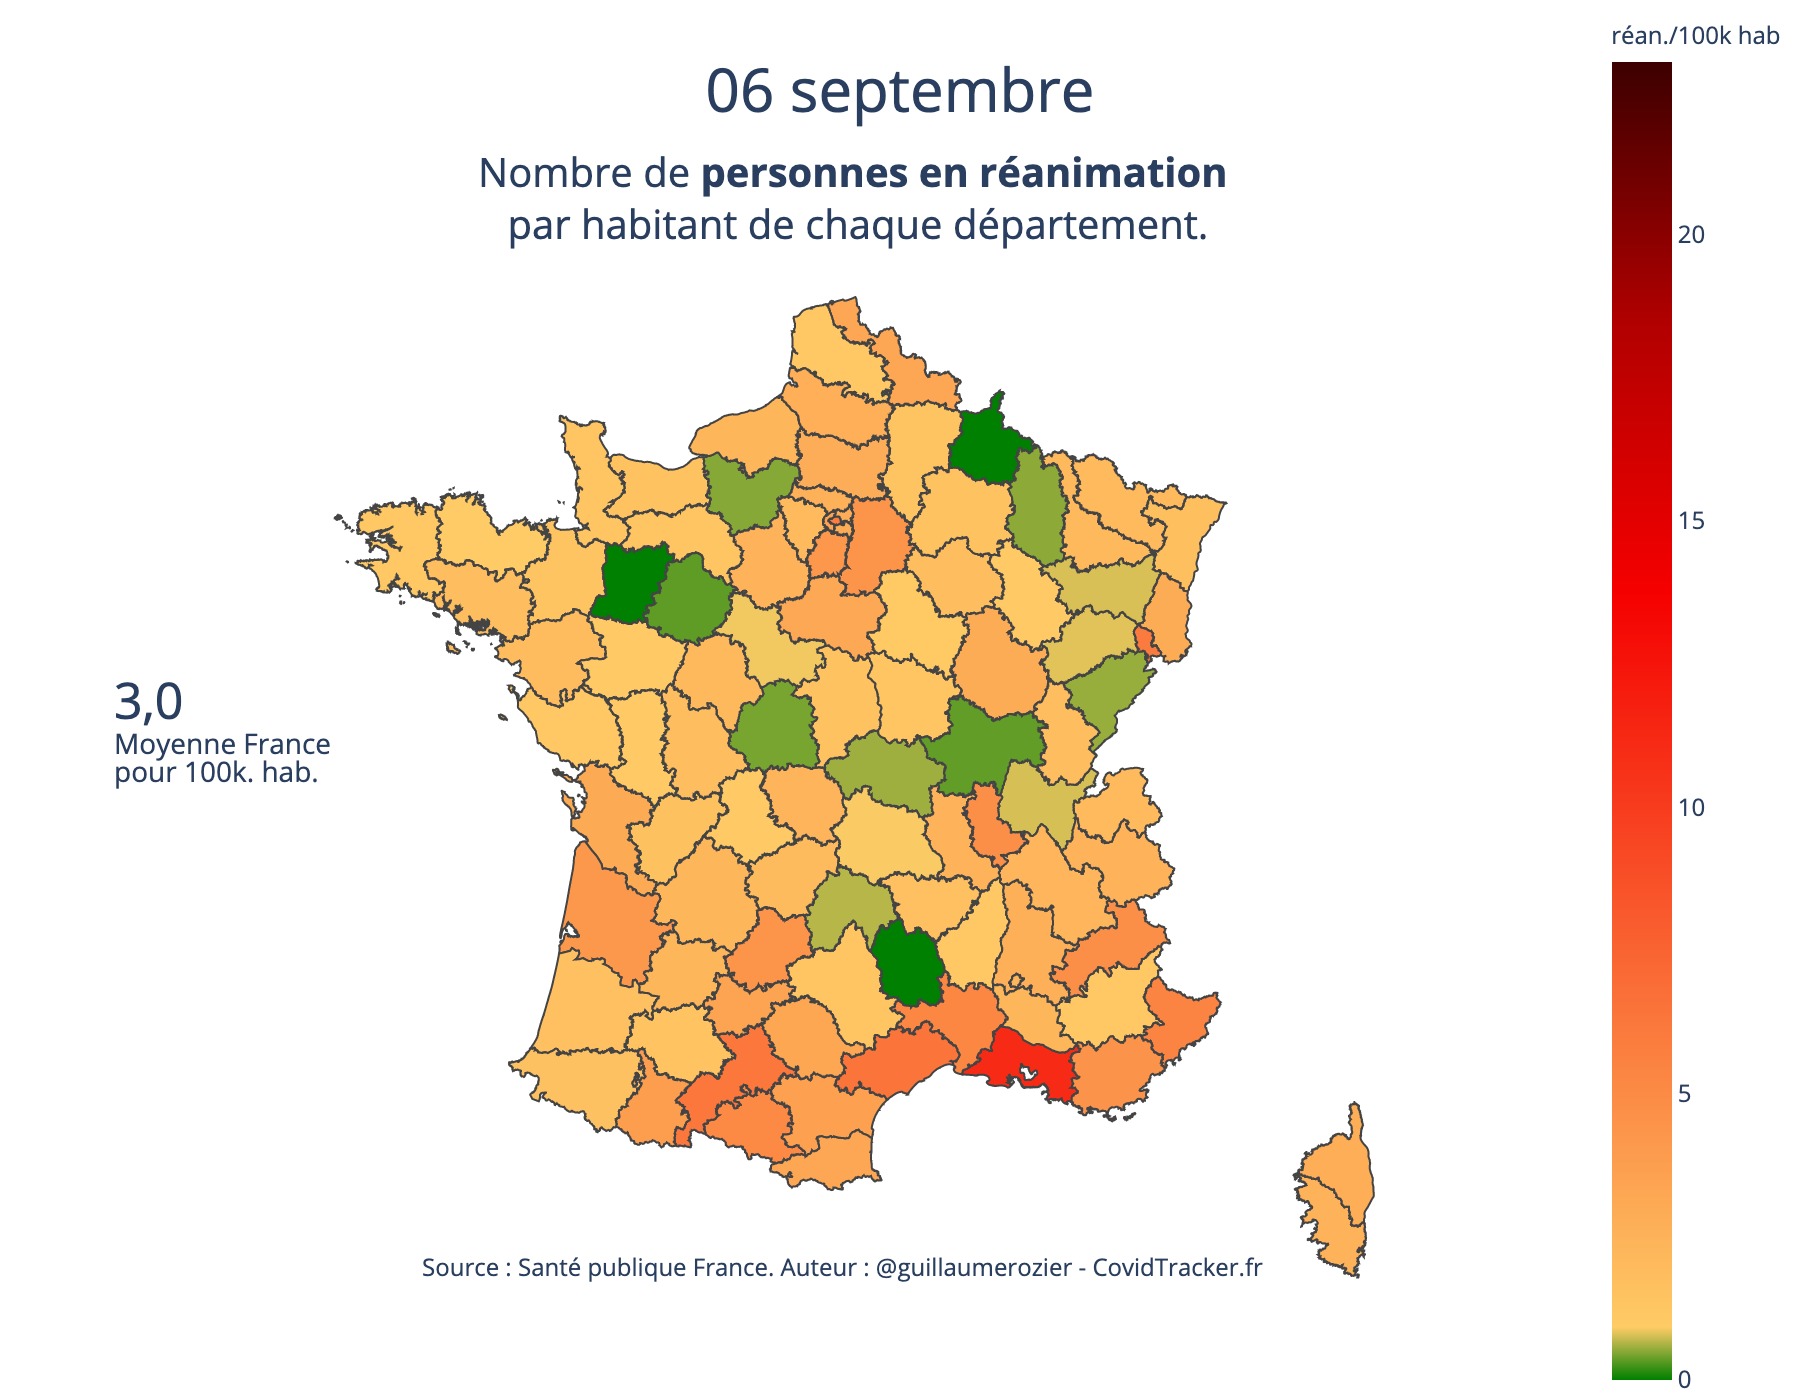 réan./100k hab
06 septembre
Nombre de personnes en réanimation
par habitant de chaque département.
20
15
10
5
0
3,0
Moyenne France
pour 100k. hab.
Source : Santé publique France. Auteur : @guillaumerozier - CovidTracker.fr